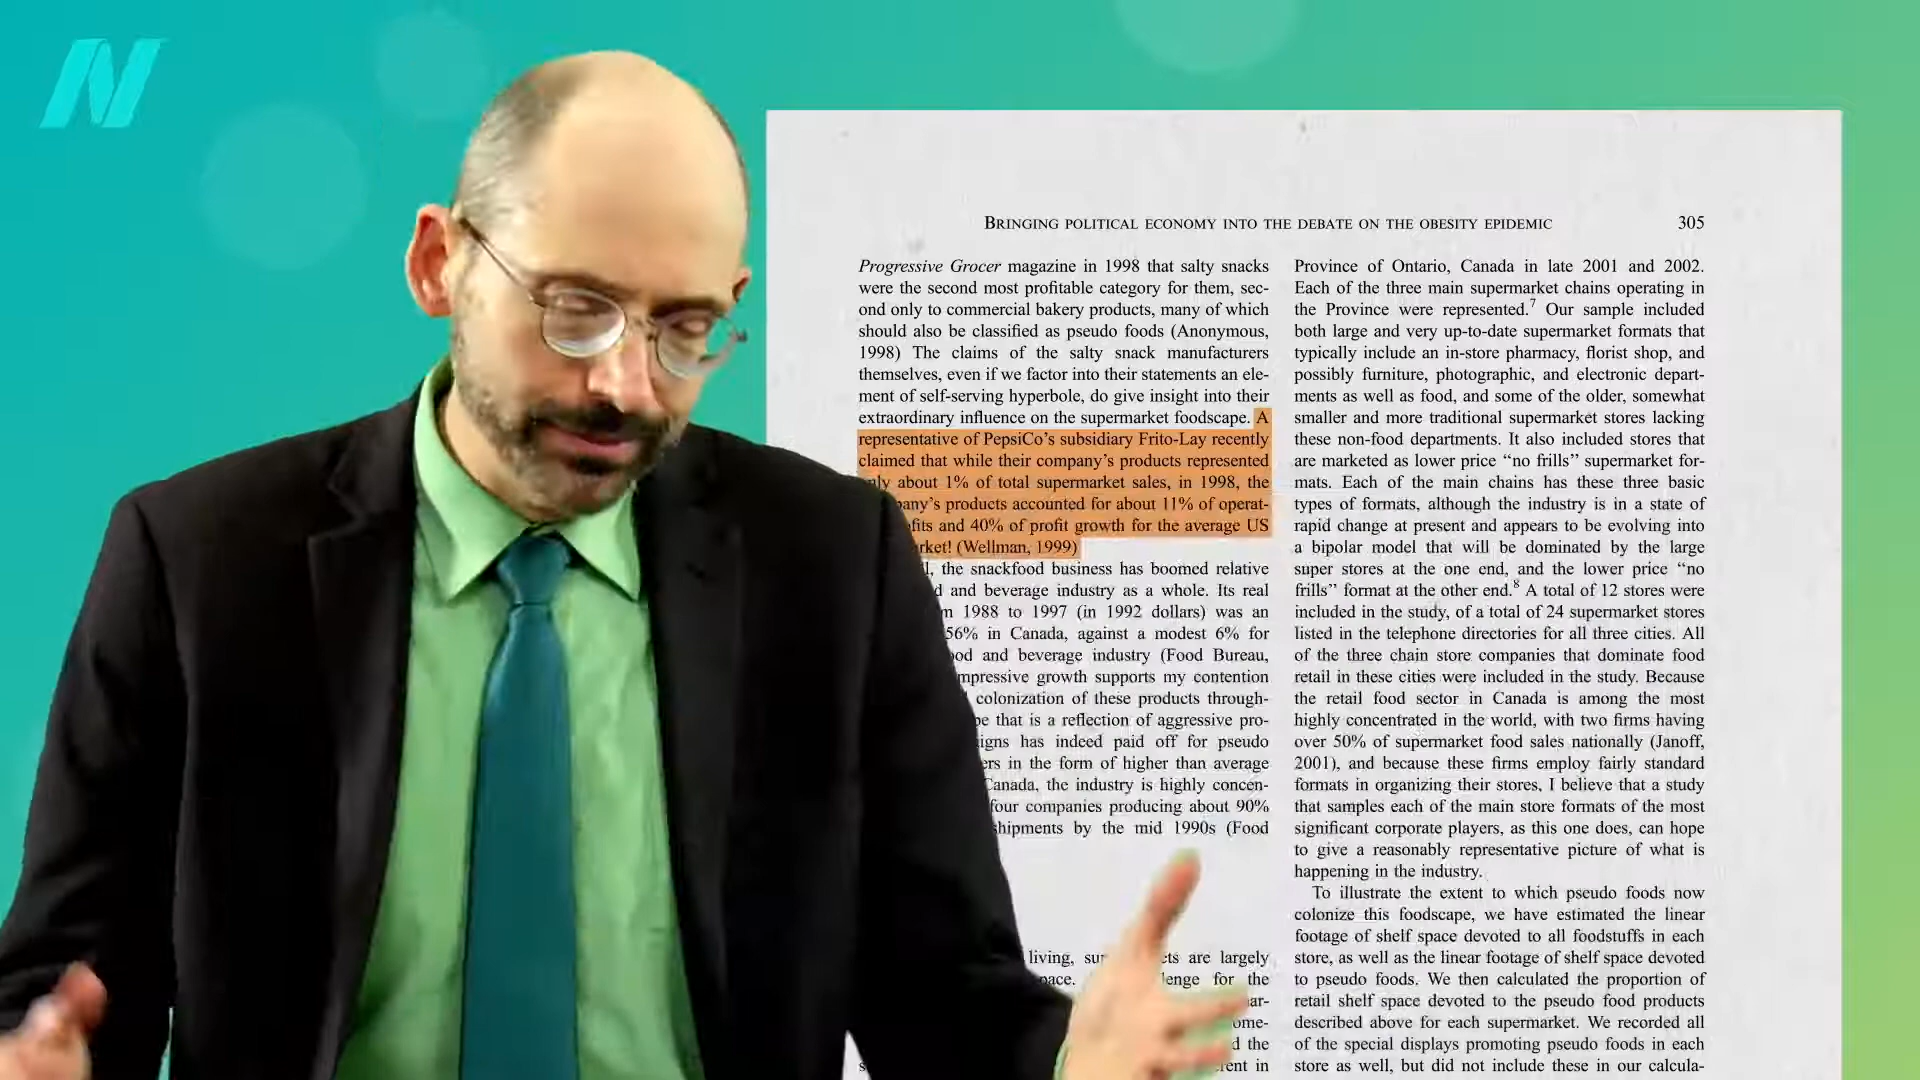 N
BRINGING POLITICAL ECONOMY INTO THE DEBATE ON THE OBESITY EPIDEMIC 305
Progressive Grocer magazine in 1998 that salty snacks
were the second most profitable category for them, sec-
ond only to commercial bakery products, many of which
should also be classified as pseudo foods (Anonymous,
1998) The claims of the salty snack manufacturers
themselves, even if we factor into their statements an ele-
ment of self-serving hyperbole, do give insight into their
extraordinary influence on the supermarket foodscape. A
representative of PepsiCo’s subsidiary Frito-Lay recently
claimed that while their company’s products represented
about 1% of total supermarket sales, in 1998, the
products accounted for about 11% of operat-
and 40% of profit growth for the average US
(Wellman, 1999)
the snackfood business has boomed relative
and beverage industry as a whole. Its real
1988 to 1997 (in 1992 dollars) was an
56% in Canada, against a modest 6% for
and beverage industry (Food Bureau,
growth supports my contention
colonization of these products through-
that is a reflection of aggressive pro-
has indeed paid off for pseudo
in the form of higher than average
Canada, the industry is highly concen-
four companies producing about 90%
shipments by the mid 1990s (Food
living, are largely
for the
the
in
Province of Ontario, Canada in late 2001 and 2002.
Each of the three main supermarket chains operating in
the Province were represented.7 Our sample included
both large and very up-to-date supermarket formats that
typically include an in-store pharmacy, florist shop, and
possibly furniture, photographic, and electronic depart-
ments as well as food, and some of the older, somewhat
smaller and more traditional supermarket stores lacking
these non-food departments. It also included stores that
are marketed as lower price “no frills” supermarket for-
mats. Each of the main chains has these three basic
types of formats, although the industry is in a state of
rapid change at present and appears to be evolving into
a bipolar model that will be dominated by the large
super stores at the one end, and the lower price “no
frills” format at the other end.8 A total of 12 stores were
included in the study, of a total of 24 supermarket stores
listed in the telephone directories for all three cities. All
of the three chain store companies that dominate food
retail in these cities were included in the study. Because
the retail food sector in Canada is among the most
highly concentrated in the world, with two firms having
over 50% of supermarket food sales nationally (Janoff,
2001), and because these firms employ fairly standard
formats in organizing their stores, I believe that a study
that samples each of the main store formats of the most
significant corporate players, as this one does, can hope
to give a reasonably representative picture of what is
happening in the industry.
To illustrate the extent to which pseudo foods now
colonize this foodscape, we have estimated the linear
footage of shelf space devoted to all foodstuffs in each
store, as well as the linear footage of shelf space devoted
to pseudo foods. We then calculated the proportion of
retail shelf space devoted to the pseudo food products
described above for each supermarket. We recorded all
of the special displays promoting pseudo foods in each
store as well, but did not include these in our calcula-